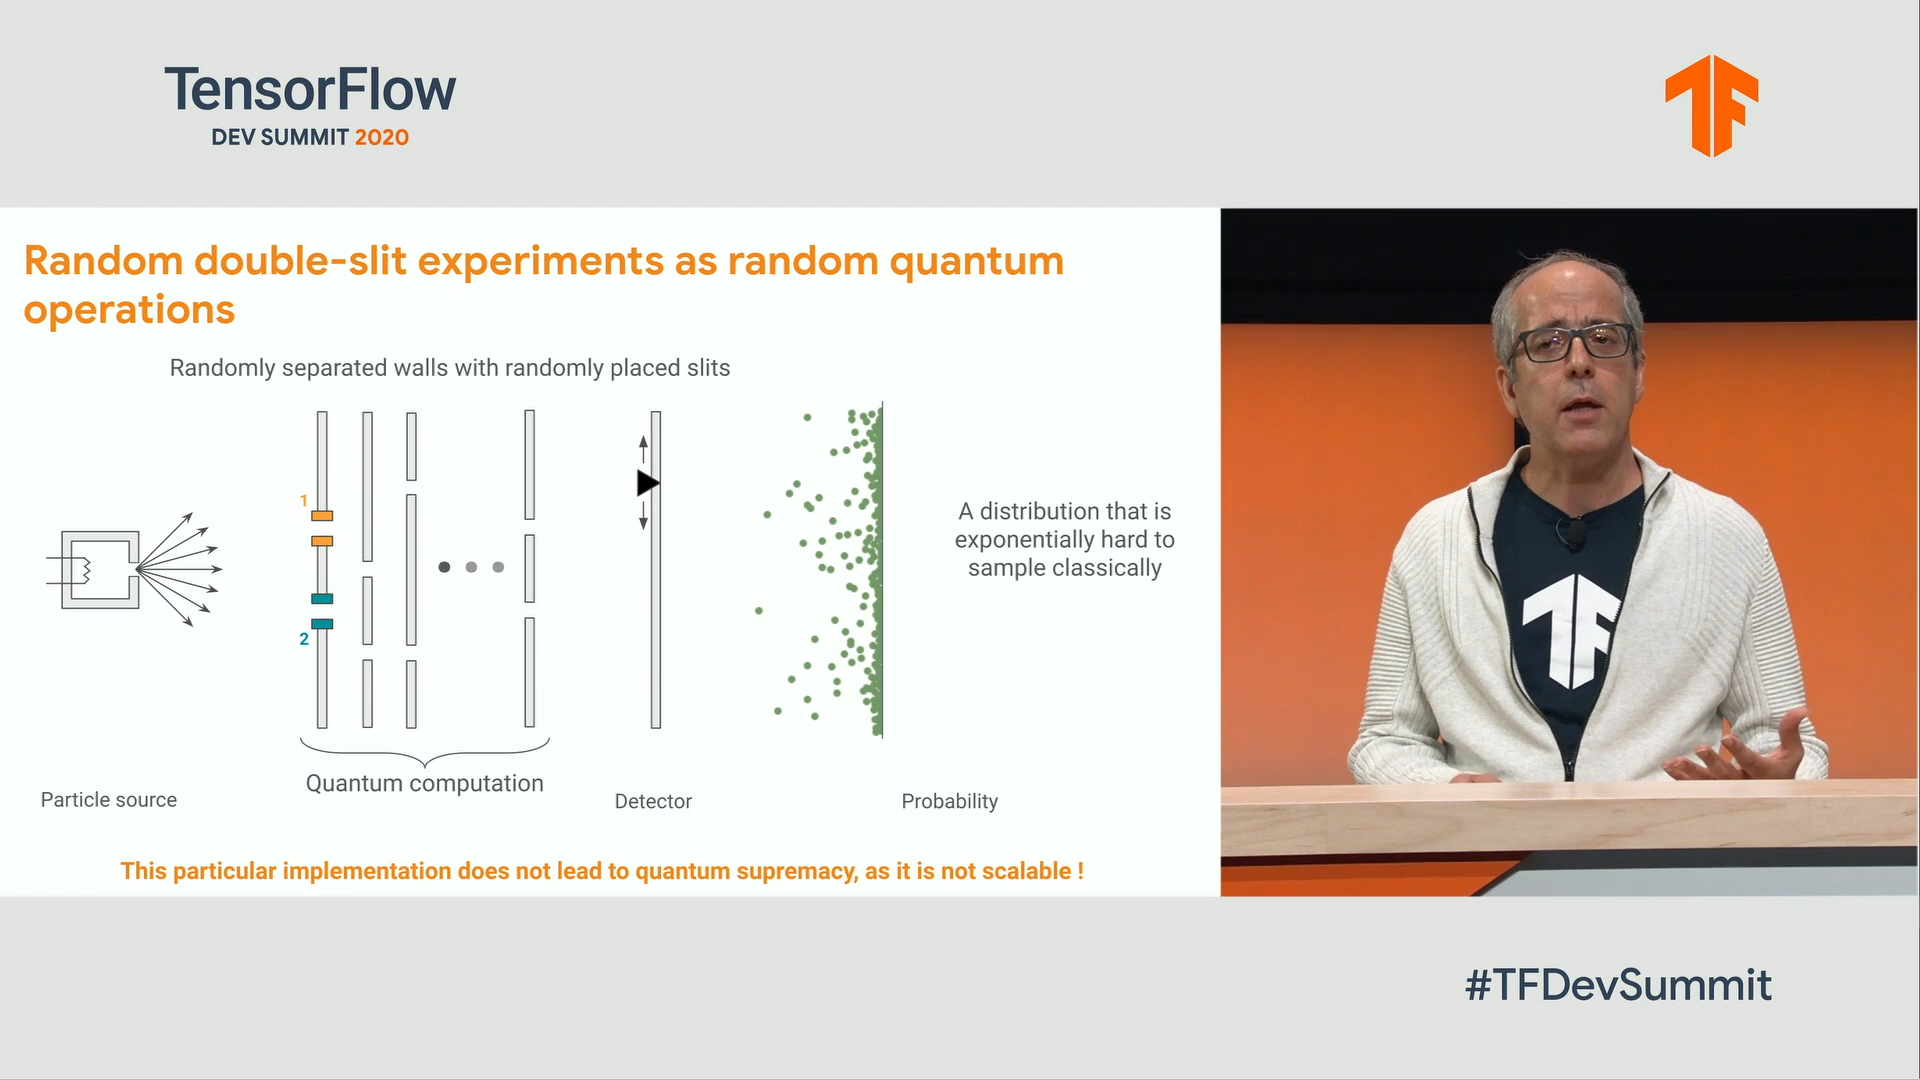 TensorFlow
DEV SUMMIT 2020
TF
Random double-slit experiments as random quantum
operations
Randomly separated walls with randomly placed slits
1
2
A distribution that is
exponentially hard to
sample classically
Quantum computation
Particle source
Detector
Probability
This particular implementation does not lead to quantum supremacy, as it is not scalable !
TF
#TFDevSummit